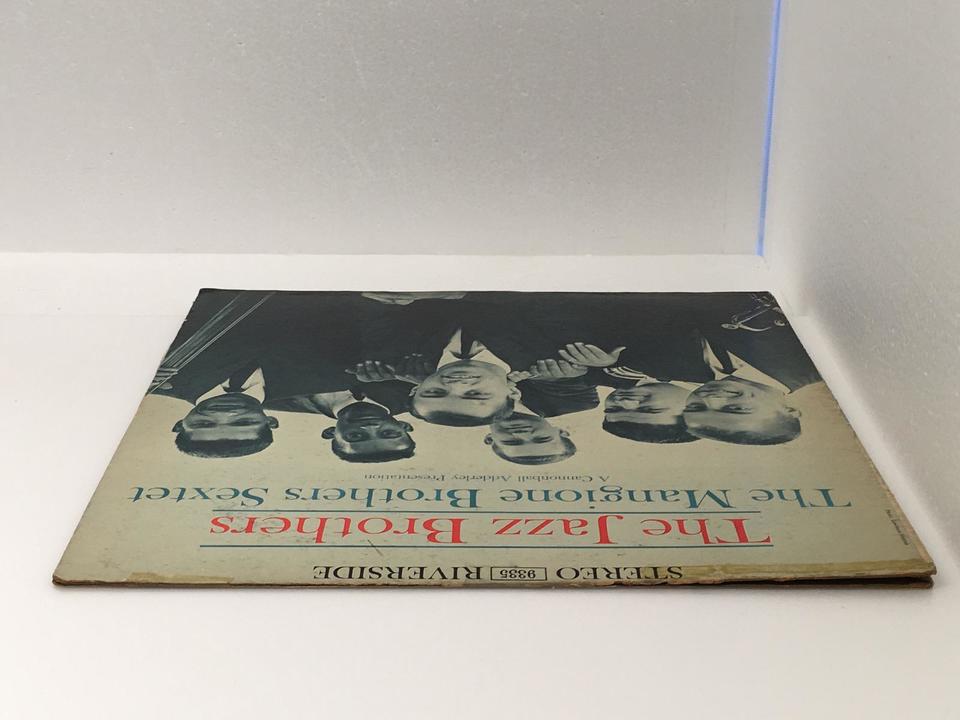 STEREO 9335 RIVERSIDE
The Jazz Brothers
The Mangione Brothers Sextet
A Cannonball Adderley Presentation